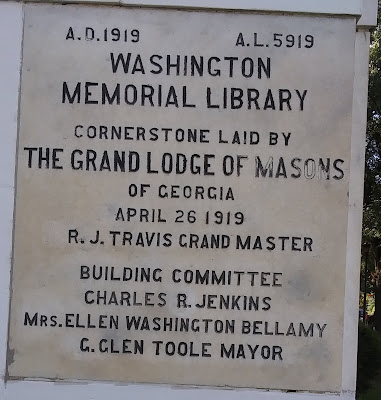 A.D.1919 A.L.5919
WASHINGTON
MEMORIAL LIBRARY
CORNERSTONE LAID BY
THE GRAND LODGE OF MASONS
OF GEORGIA
APRIL 26 1919
R. J. TRAVIS GRAND MASTER
BUILDING COMMITTEE
CHARLES R. JENKINS
MRS. ELLEN WASHINGTON BELLAMY
G. GLEN TOOLE MAYOR